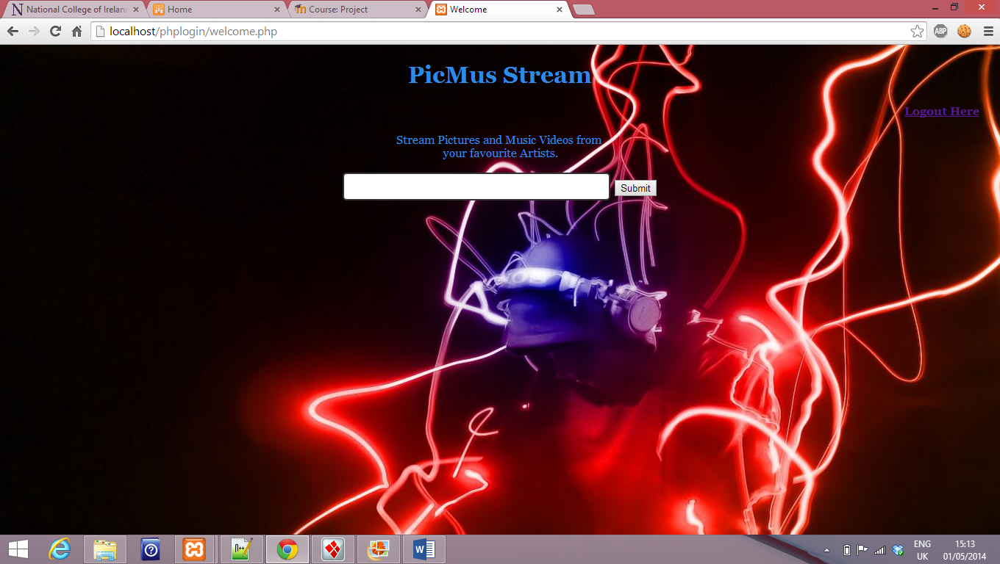 National College of Irelan
Home
Course: Project
Welcome
localhost/phplogin/welcome.php
ABP
PicMus Stream
Logout Here
Stream Pictures and Music Videos from
your favourite Artists.
Submit
ENG
UK
15:13
01/05/2014